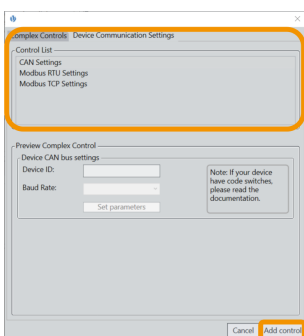 Complex Controls Device Communication Settings
Control List
CAN Settings
Modbus RTU Settings
Modbus TCP Settings
Preview Complex Control
Device CAN bus settings
Device ID:
Baud Rate:
Set parameters
Note: If your device
have code switches,
please read the
documentation.
Cancel Add control